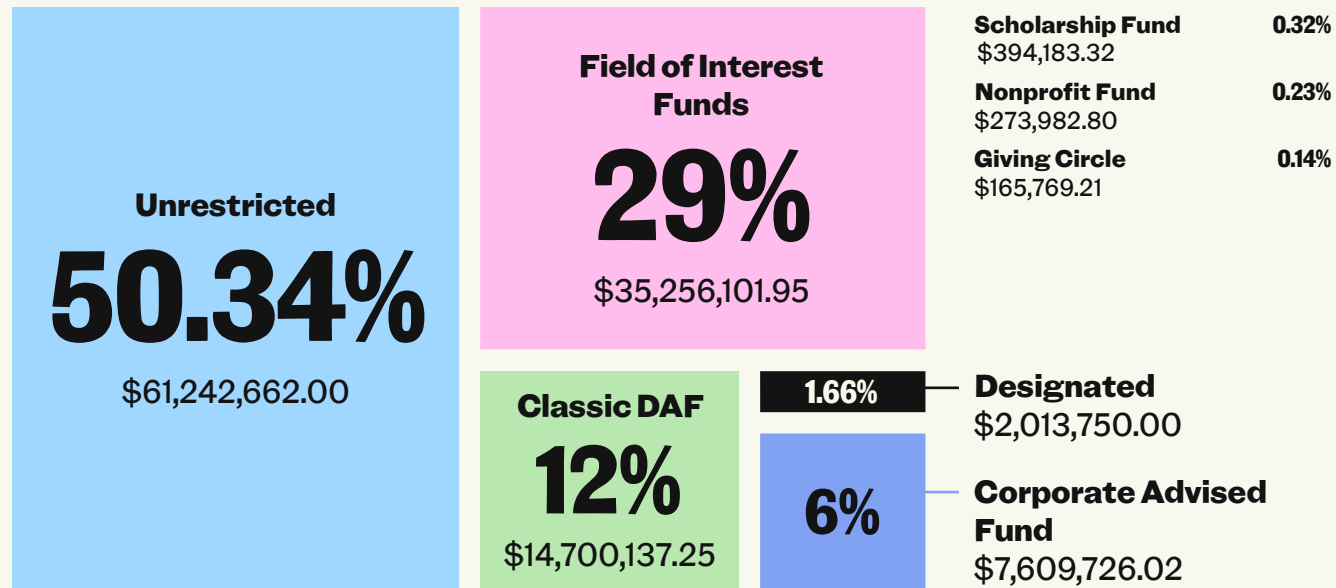 Unrestricted
50.34%
$61,242,662.00
Field of Interest
Funds
29%
$35,256,101.95
Classic DAF
12%
$14,700,137.25
1.66%
Designated
$2,013,750.00
6%
Corporate Advised
Fund
$7,609,726.02
Scholarship Fund 0.32%
$394,183.32
Nonprofit Fund 0.23%
$273,982.80
Giving Circle 0.14%
$165,769.21